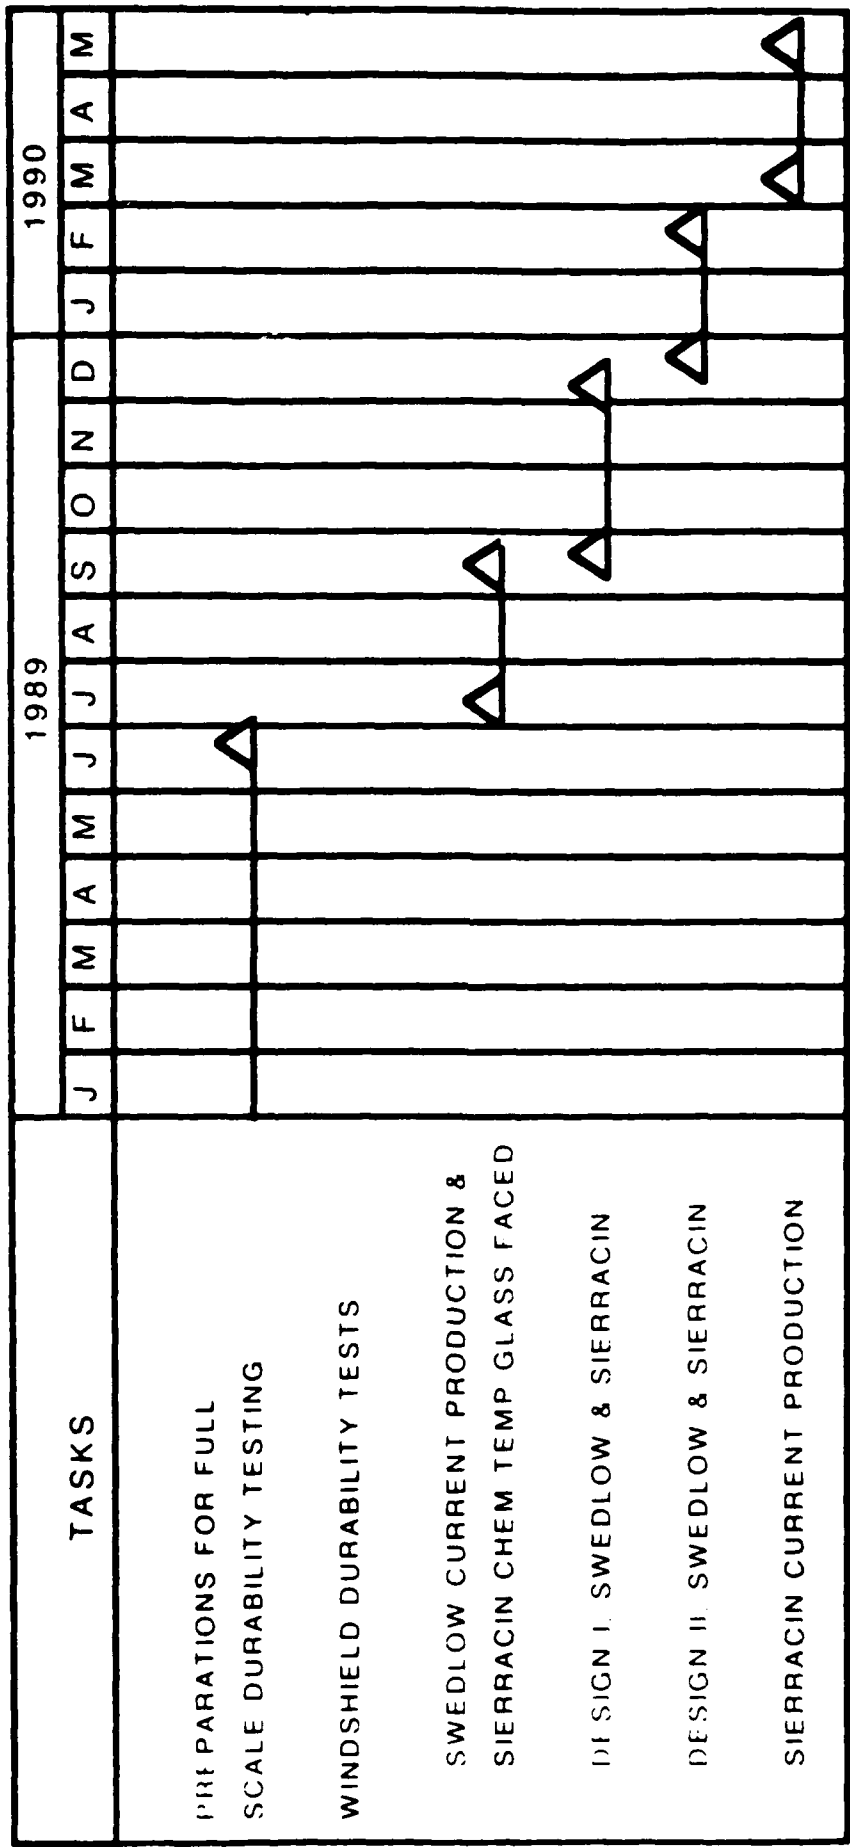 TASKS
1989
1990
J F M A M J J A S O N D J F M A M
PREPARATIONS FOR FULL
SCALE DURABILITY TESTING
WINDSHIELD DURABILITY TESTS
SWEDLOW CURRENT PRODUCTION &
SIERRACIN CHEM TEMP GLASS FACED
DESIGN I. SWEDLOW & SIERRACIN
DESIGN II. SWEDLOW & SIERRACIN
SIERRACIN CURRENT PRODUCTION